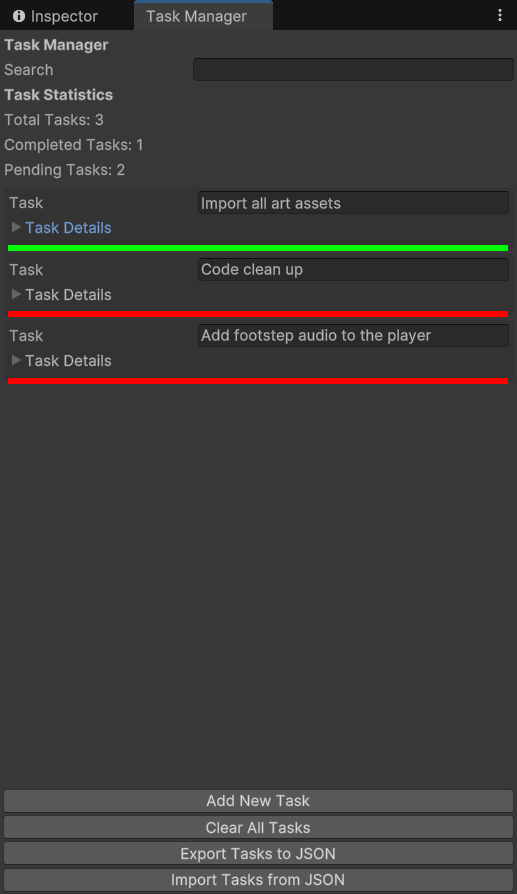 Inspector Task Manager
Task Manager
Search
Task Statistics
Total Tasks: 3
Completed Tasks: 1
Pending Tasks: 2
Task Import all art assets
Task Details
Task Code clean up
Task Details
Task Add footstep audio to the player
Task Details
Add New Task
Clear All Tasks
Export Tasks to JSON
Import Tasks from JSON